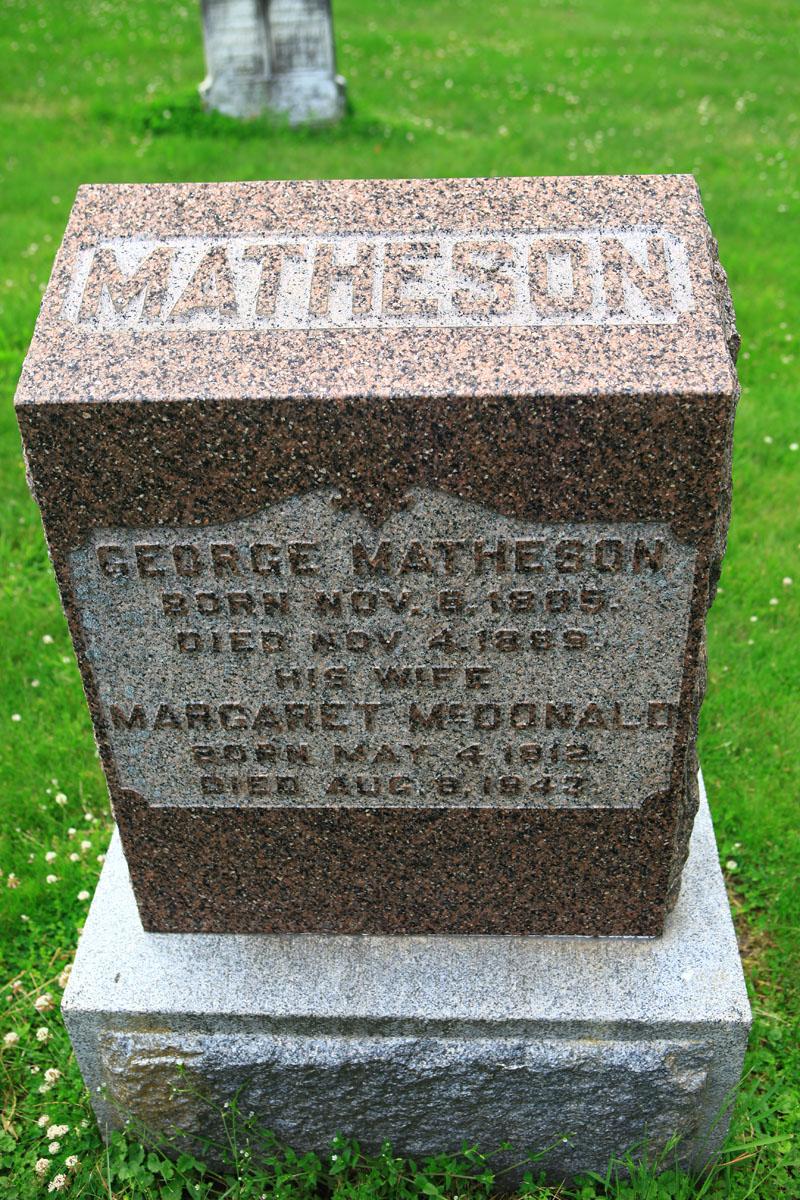 MATHESON
GEORGE MATHESON
BORN NOV. 6. 1805.
DIED NOV. 4. 1889.
HIS WIFE
MARGARET McDONALD
BORN MAY 4. 1812.
DIED AUG. 8. 1847.